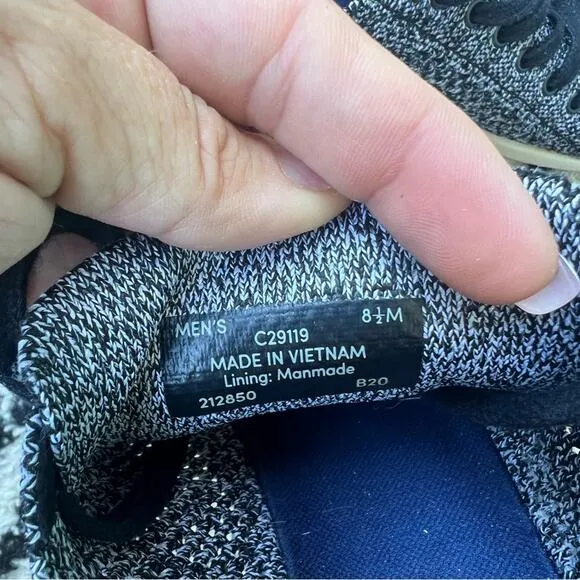 MEN'S C29119 8½M
MADE IN VIETNAM
Lining: Manmade
212850 B20